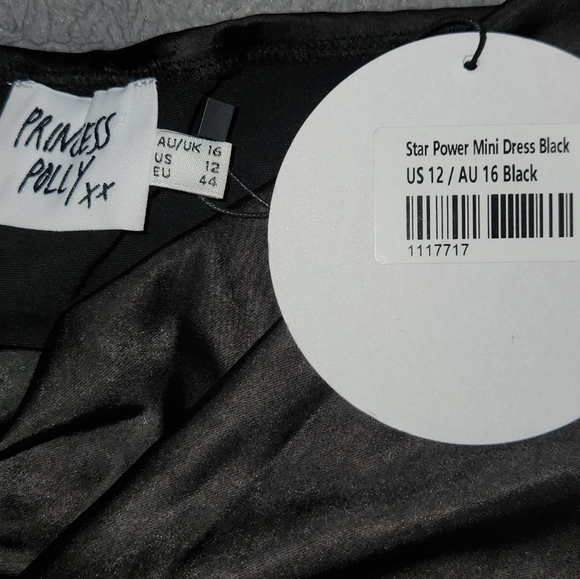 PRINCESS
POLLY xx
AU/UK 16
US 12
EU 44
Star Power Mini Dress Black
US 12 / AU 16 Black
1117717